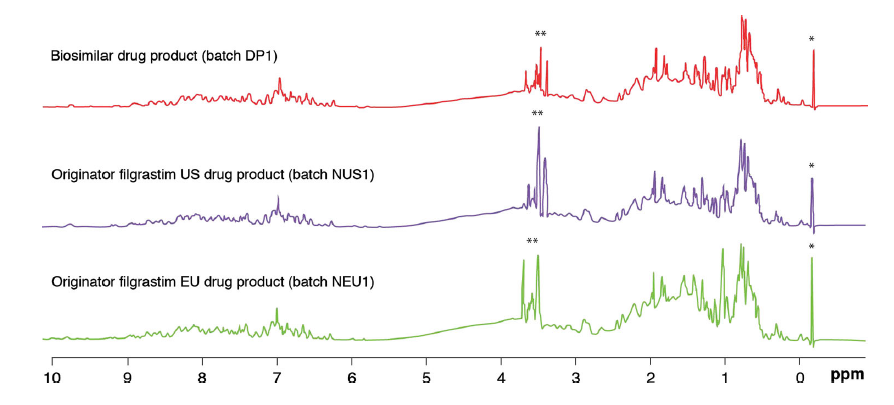 **
*
Biosimilar drug product (batch DP1)
**
*
Originator filgrastim US drug product (batch NUS1)
**
*
Originator filgrastim EU drug product (batch NEU1)
10 9 8 7 6 5 4 3 2 1 0 ppm